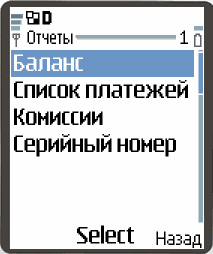 D
Отчеты 1
Баланс
Список платежей
Комиссии
Серийный номер
Select Назад